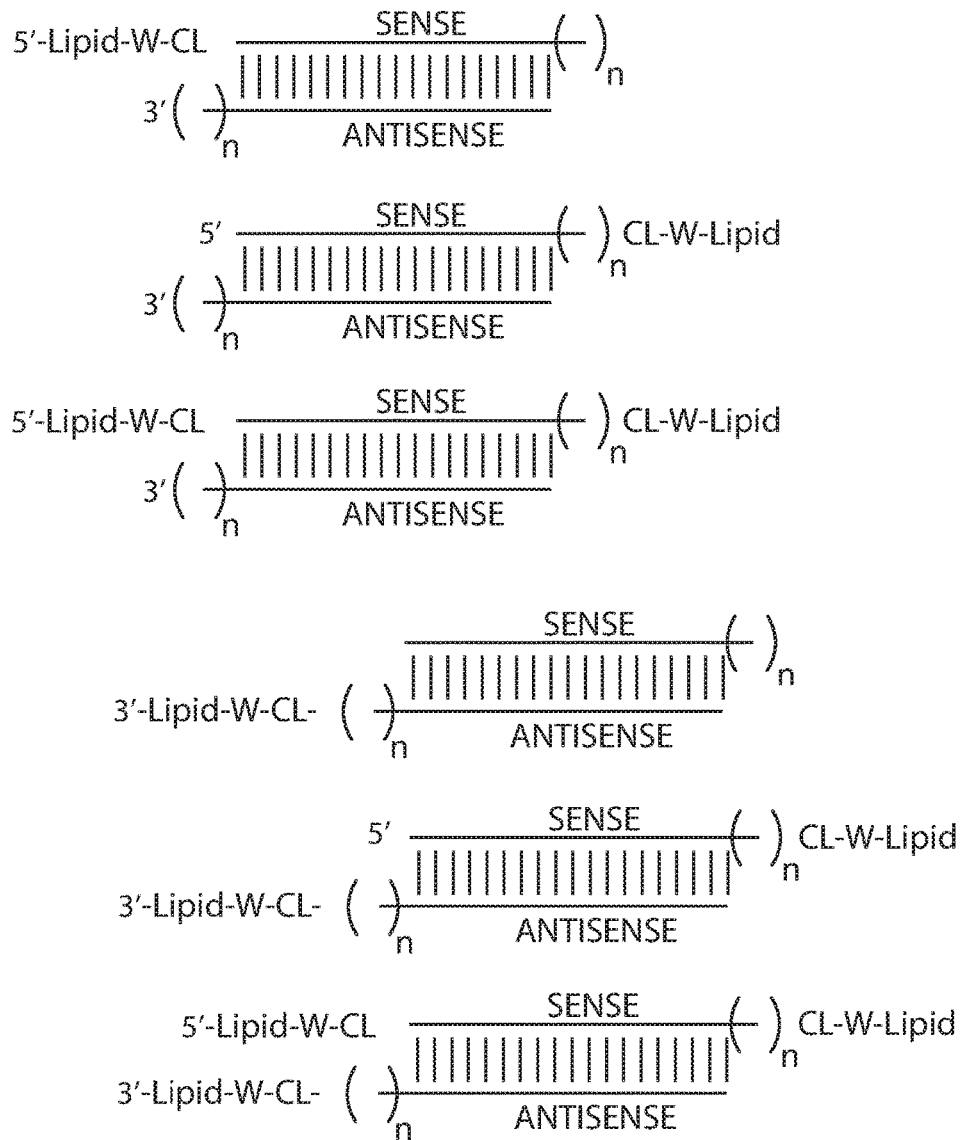 SENSE
5′-Lipid-W-CL ( )n
3′ ( )n
ANTISENSE
SENSE
5′ ( )n CL-W-Lipid
3′ ( )n
ANTISENSE
SENSE
5′-Lipid-W-CL ( )n CL-W-Lipid
3′ ( )n
ANTISENSE
SENSE
( )n
3′-Lipid-W-CL- ( )n
ANTISENSE
SENSE
5′ ( )n CL-W-Lipid
3′-Lipid-W-CL- ( )n
ANTISENSE
SENSE
5′-Lipid-W-CL ( )n CL-W-Lipid
3′-Lipid-W-CL- ( )n
ANTISENSE